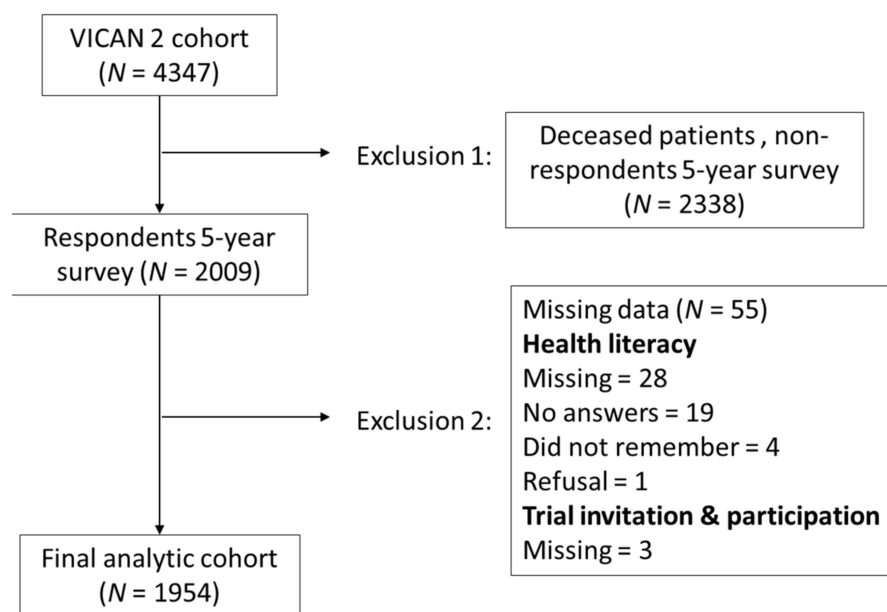 VICAN 2 cohort
(N = 4347)
Exclusion 1:
Deceased patients , non-
respondents 5-year survey
(N = 2338)
Respondents 5-year
survey (N = 2009)
Exclusion 2:
Missing data (N = 55)
Health literacy
Missing = 28
No answers = 19
Did not remember = 4
Refusal = 1
Trial invitation & participation
Missing = 3
Final analytic cohort
(N = 1954)